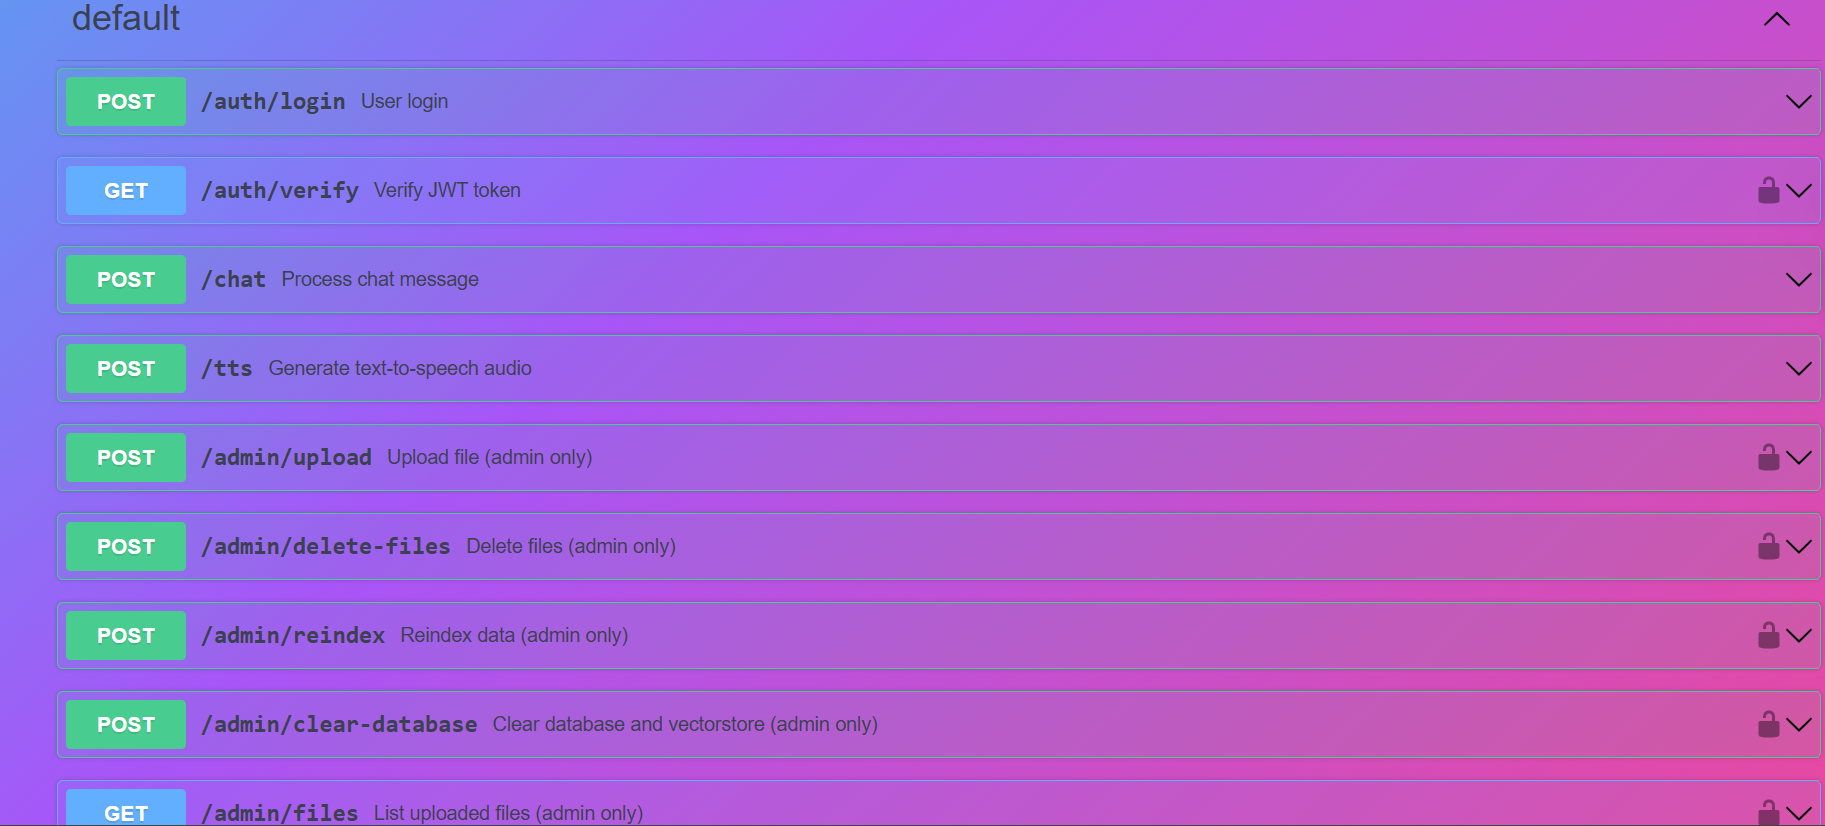 default
POST /auth/login User login
GET /auth/verify Verify JWT token
POST /chat Process chat message
POST /tts Generate text-to-speech audio
POST /admin/upload Upload file (admin only)
POST /admin/delete-files Delete files (admin only)
POST /admin/reindex Reindex data (admin only)
POST /admin/clear-database Clear database and vectorstore (admin only)
GET /admin/files List uploaded files (admin only)